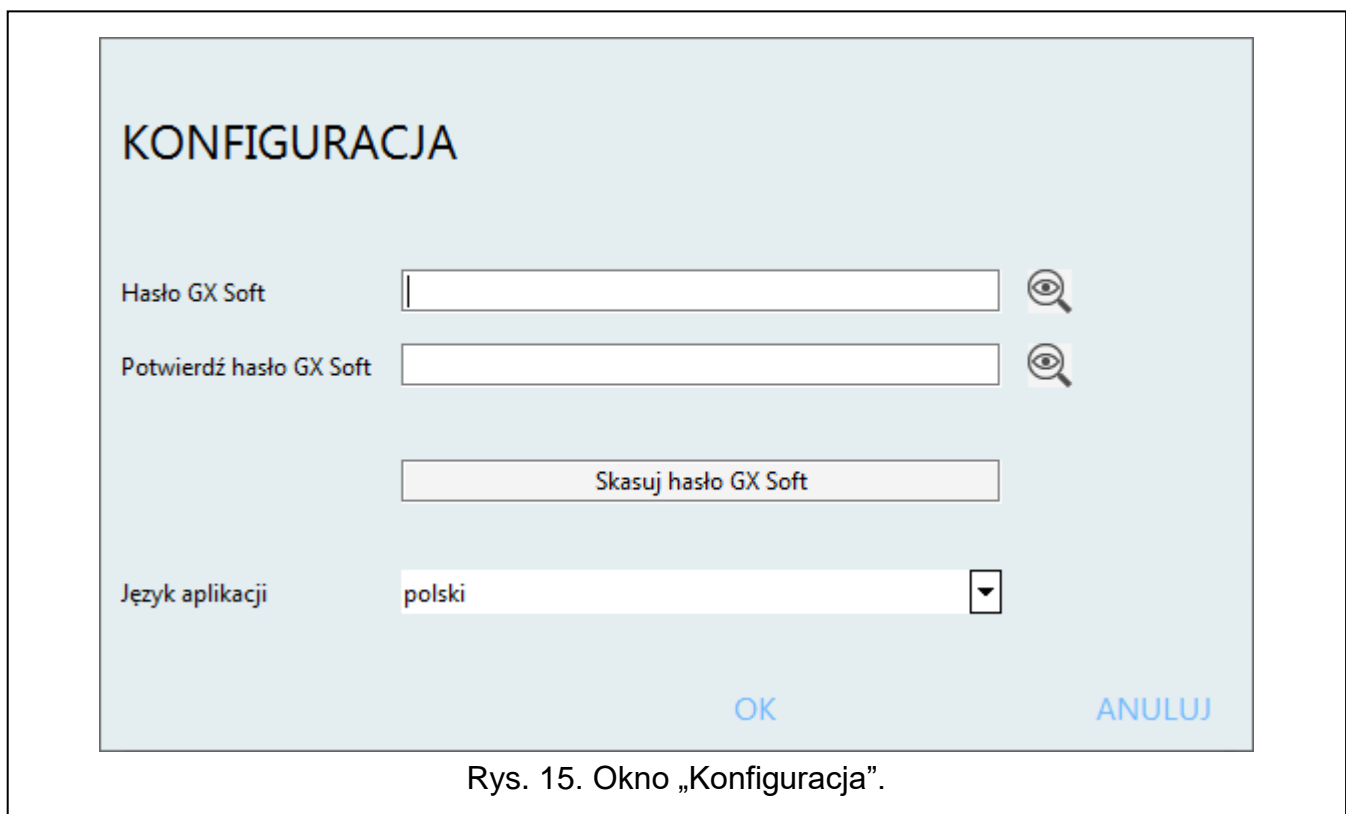 KONFIGURACJA
Hasło GX Soft
Potwierdź hasło GX Soft
Skasuj hasło GX Soft
Język aplikacji polski
OK ANULUJ
Rys. 15. Okno „Konfiguracja”.